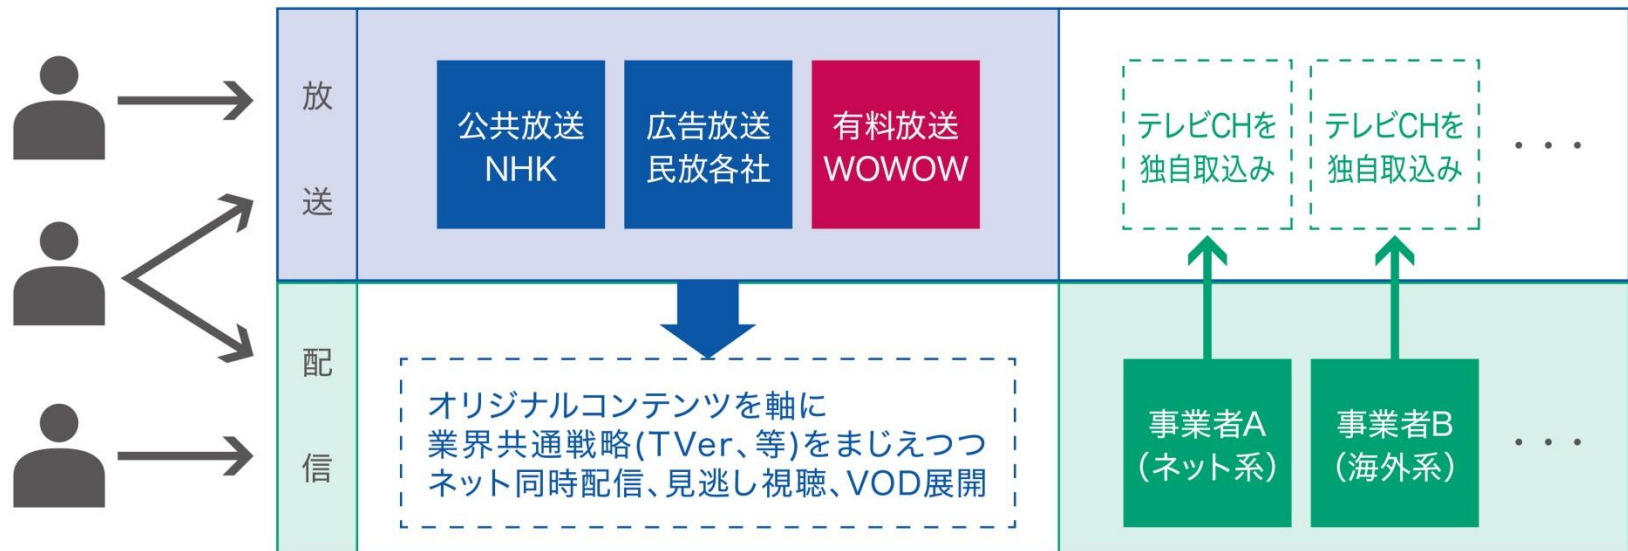 放送
公共放送
NHK
広告放送
民放各社
有料放送
WOWOW
テレビCHを
独自取込み
テレビCHを
独自取込み
・・・
配信
オリジナルコンテンツを軸に
業界共通戦略(TVer、等)をまじえつつ
ネット同時配信、見逃し視聴、VOD展開
事業者A
(ネット系)
事業者B
(海外系)
・・・